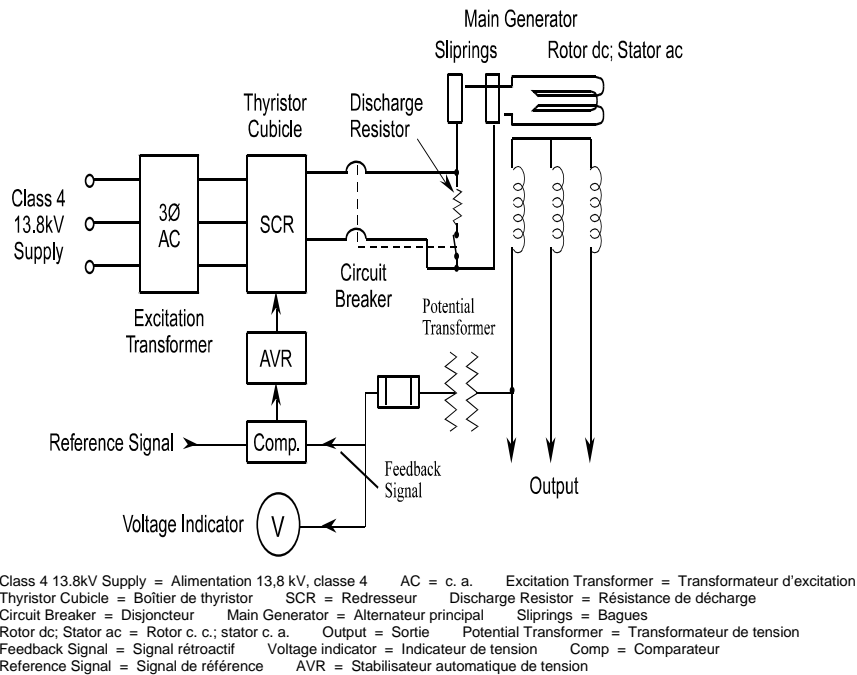 Main Generator
Sliprings
Rotor dc; Stator ac
Thyristor
Cubicle
Discharge
Resistor
Class 4
13.8kV
Supply
3Ø
AC
SCR
Circuit
Breaker
Excitation
Transformer
Potential
Transformer
AVR
Reference Signal
Comp.
Feedback
Signal
Output
Voltage Indicator
V
Class 4 13.8kV Supply = Alimentation 13,8 kV, classe 4 AC = c. a. Excitation Transformer = Transformateur d'excitation
Thyristor Cubicle = Boîtier de thyristor SCR = Redresseur Discharge Resistor = Résistance de décharge
Circuit Breaker = Disjoncteur Main Generator = Alternateur principal Sliprings = Bagues
Rotor dc; Stator ac = Rotor c. c.; stator c. a. Output = Sortie Potential Transformer = Transformateur de tension
Feedback Signal = Signal rétroactif Voltage indicator = Indicateur de tension Comp = Comparateur
Reference Signal = Signal de référence AVR = Stabilisateur automatique de tension